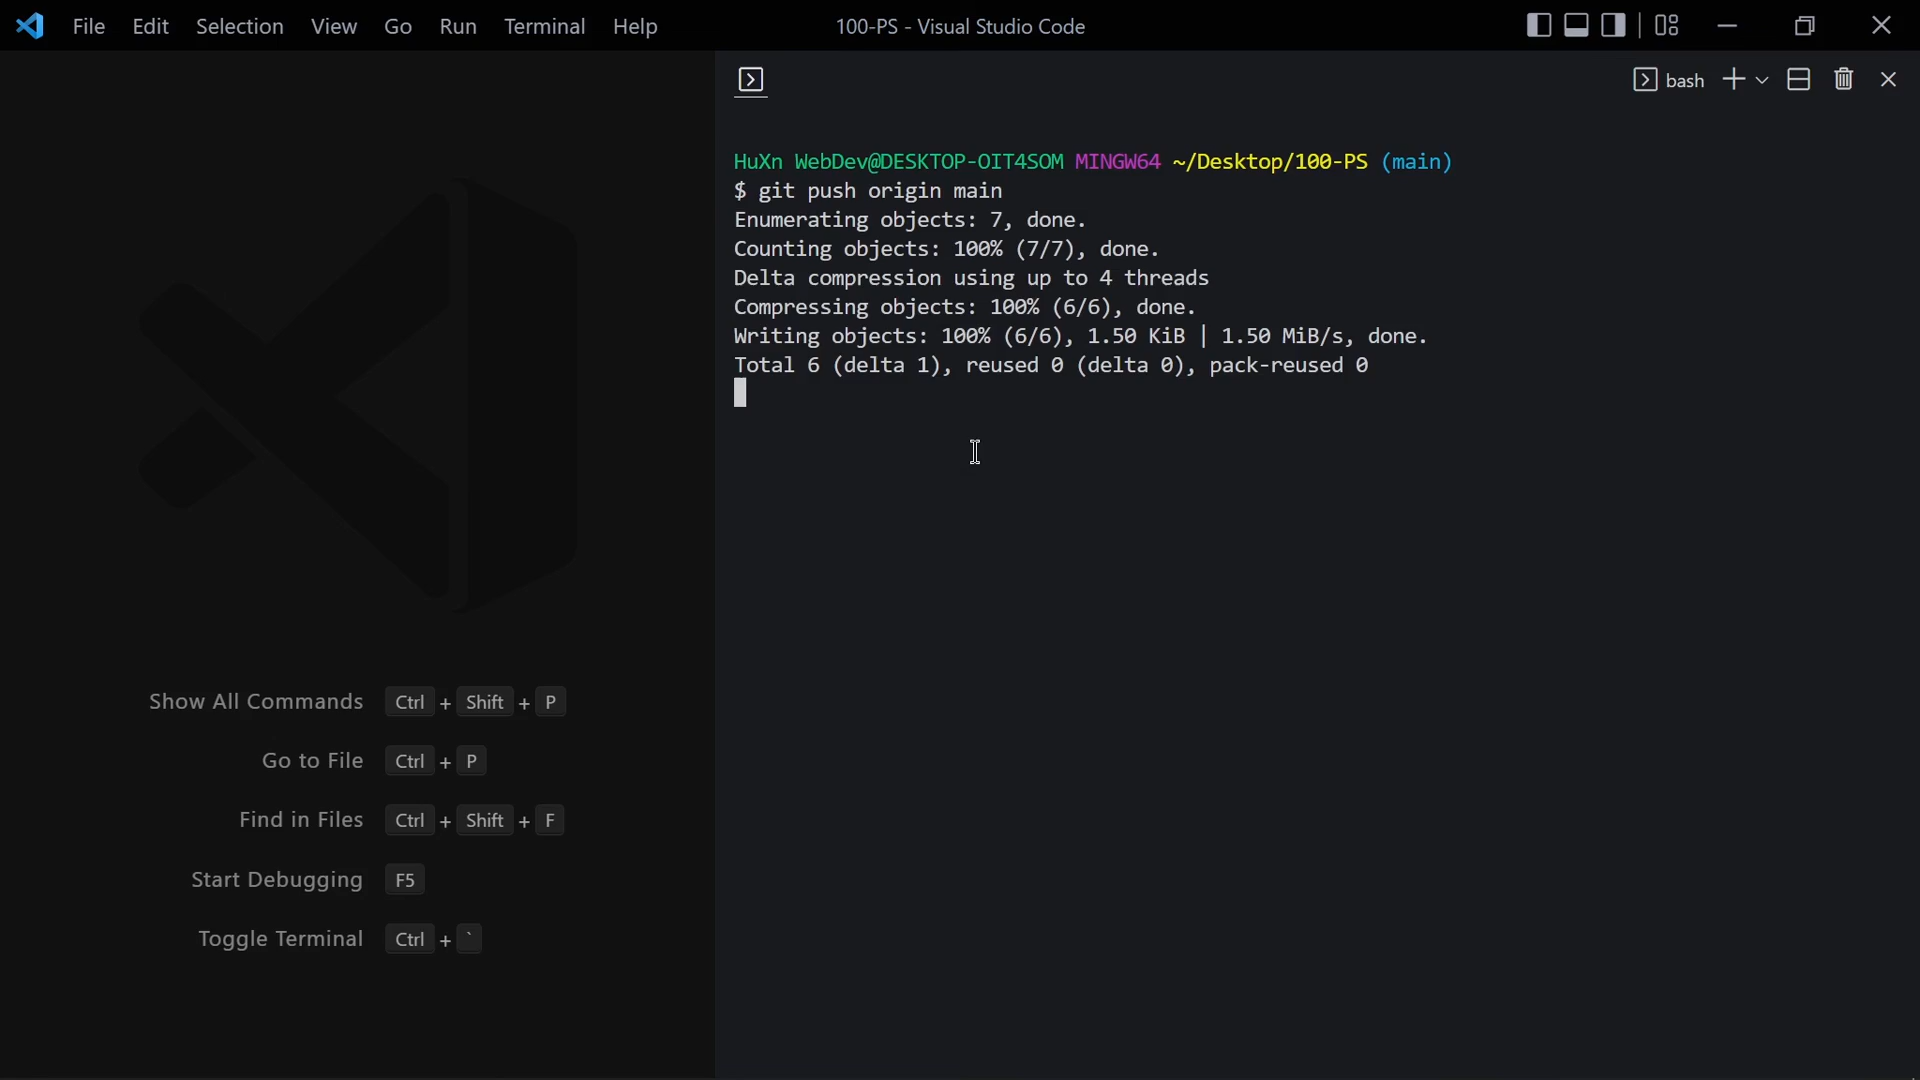 File Edit Selection View Go Run Terminal Help 100-PS - Visual Studio Code
bash
HuXn WebDev@DESKTOP-OIT4SOM MINGW64 ~/Desktop/100-PS (main)
$ git push origin main
Enumerating objects: 7, done.
Counting objects: 100% (7/7), done.
Delta compression using up to 4 threads
Compressing objects: 100% (6/6), done.
Writing objects: 100% (6/6), 1.50 KiB | 1.50 MiB/s, done.
Total 6 (delta 1), reused 0 (delta 0), pack-reused 0
Show All Commands Ctrl + Shift + P
Go to File Ctrl + P
Find in Files Ctrl + Shift + F
Start Debugging F5
Toggle Terminal Ctrl + `